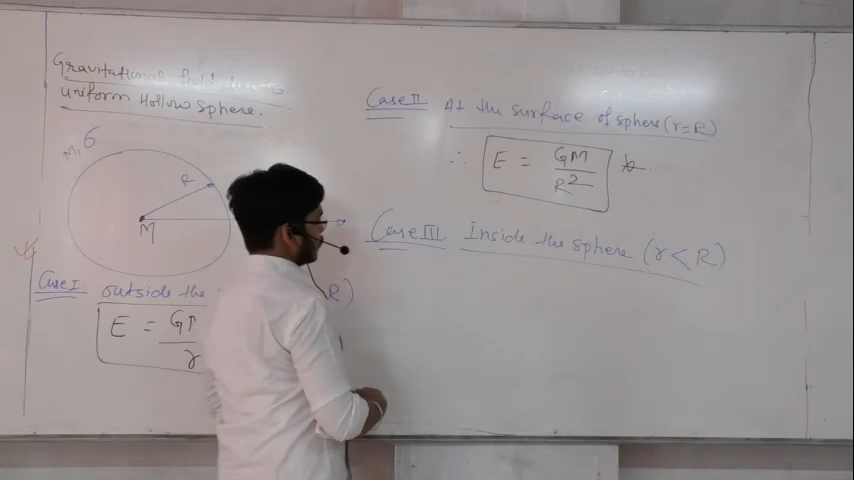 Gravitational field due to
uniform Hollow sphere.
M, σ
R
M
Case I outside the R)
E = GM
r
Case II At the surface of sphere (r=R)
∴ E = GM
R²
Case III Inside the sphere (r < R)